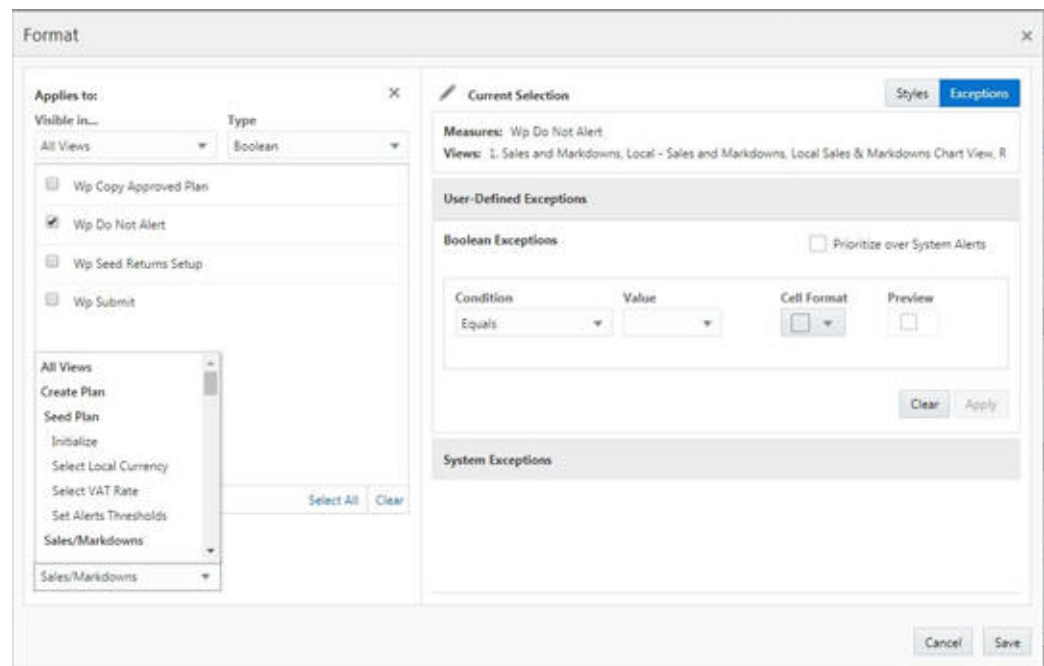 Format
Applies to:
Visible in...
Type
All Views
Boolean
Wp Copy Approved Plan
Wp Do Not Alert
Wp Seed Returns Setup
Wp Submit
All Views
Create Plan
Seed Plan
Initialize
Select Local Currency
Select VAT Rate
Set Alerts Thresholds
Sales/Markdowns
Select All
Clear
Sales/Markdowns
Current Selection
Styles
Exceptions
Measures: Wp Do Not Alert
Views: 1. Sales and Markdowns, Local - Sales and Markdowns, Local Sales & Markdowns Chart View, R
User-Defined Exceptions
Boolean Exceptions
Prioritize over System Alerts
Condition
Value
Cell Format
Preview
Equals
Clear
Apply
System Exceptions
Cancel
Save